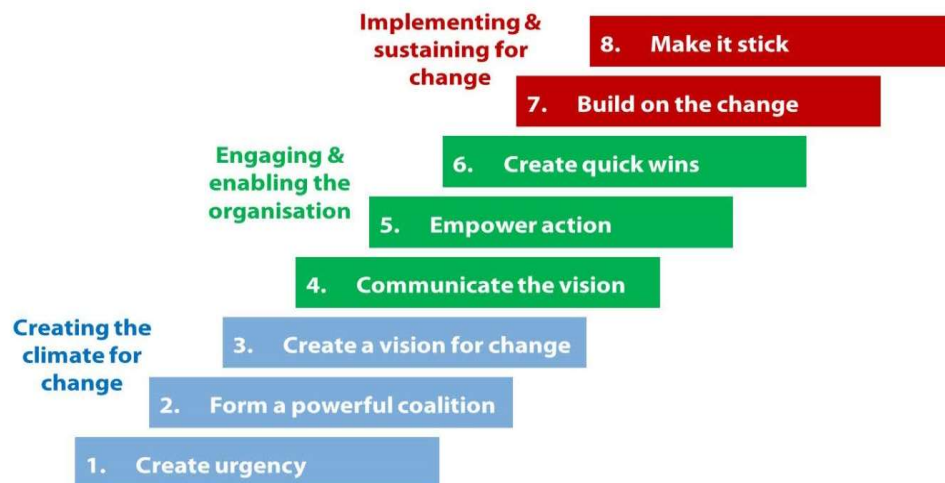 Implementing &
sustaining for
change
8. Make it stick
7. Build on the change
Engaging &
enabling the
organisation
6. Create quick wins
5. Empower action
4. Communicate the vision
Creating the
climate for
change
3. Create a vision for change
2. Form a powerful coalition
1. Create urgency